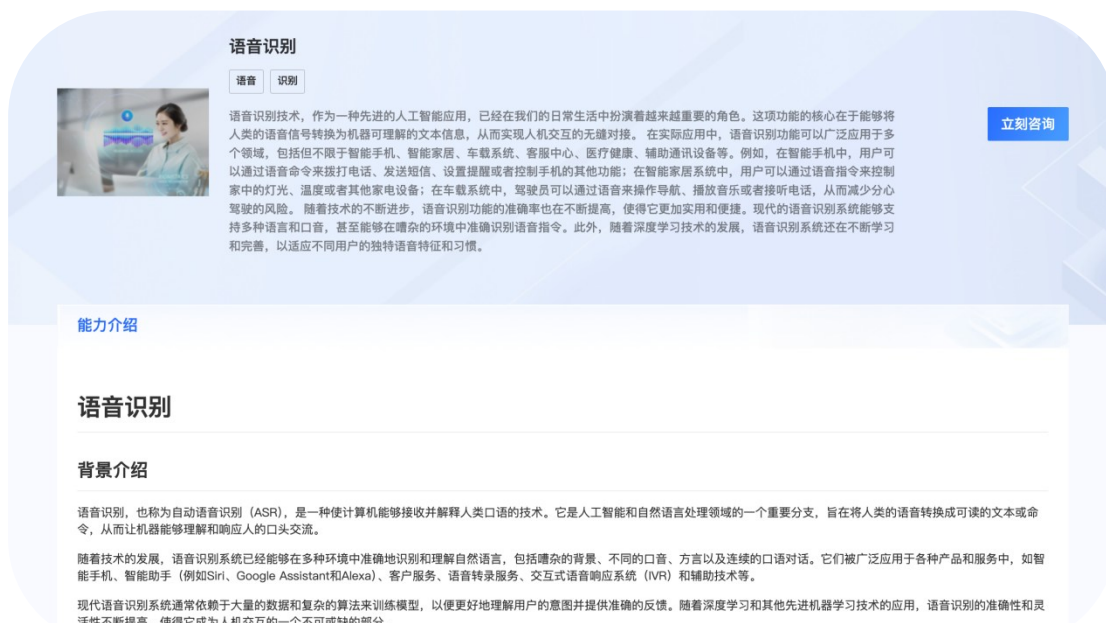 语音识别
语音 识别
语音识别技术，作为一种先进的人工智能应用，已经在我们的日常生活中扮演着越来越重要的角色。这项功能的核心在于能够将
人类的语音信号转换为机器可理解的文本信息，从而实现人机交互的无缝对接。 在实际应用中，语音识别功能可以广泛应用于多
个领域，包括但不限于智能手机、智能家居、车载系统、客服中心、医疗健康、辅助通讯设备等。例如，在智能手机中，用户可
以通过语音命令来拨打电话、发送短信、设置提醒或者控制手机的其他功能；在智能家居系统中，用户可以通过语音指令来控制
家中的灯光、温度或者其他家电设备；在车载系统中，驾驶员可以通过语音来操作导航、播放音乐或者接听电话，从而减少分心
驾驶的风险。 随着技术的不断进步，语音识别功能的准确率也在不断提高，使得它更加实用和便捷。现代的语音识别系统能够支
持多种语言和口音，甚至能够在嘈杂的环境中准确识别语音指令。此外，随着深度学习技术的发展，语音识别系统还在不断学习
和完善，以适应不同用户的独特语音特征和习惯。
立刻咨询
能力介绍
语音识别
背景介绍
语音识别，也称为自动语音识别（ASR），是一种使计算机能够接收并解释人类口语的技术。它是人工智能和自然语言处理领域的一个重要分支，旨在将人类的语音转换成可读的文本或命
令，从而让机器能够理解和响应人的口头交流。
随着技术的发展，语音识别系统已经能够在多种环境中准确地识别和理解自然语言，包括嘈杂的背景、不同的口音、方言以及连续的口语对话。它们被广泛应用于各种产品和服务中，如智
能手机、智能助手（例如Siri、Google Assistant和Alexa）、客户服务、语音转录服务、交互式语音响应系统（IVR）和辅助技术等。
现代语音识别系统通常依赖于大量的数据和复杂的算法来训练模型，以便更好地理解用户的意图并提供准确的反馈。随着深度学习和其他先进机器学习技术的应用，语音识别的准确性和灵
活性不断提高，使得它成为人机交互的一个不可或缺的部分。